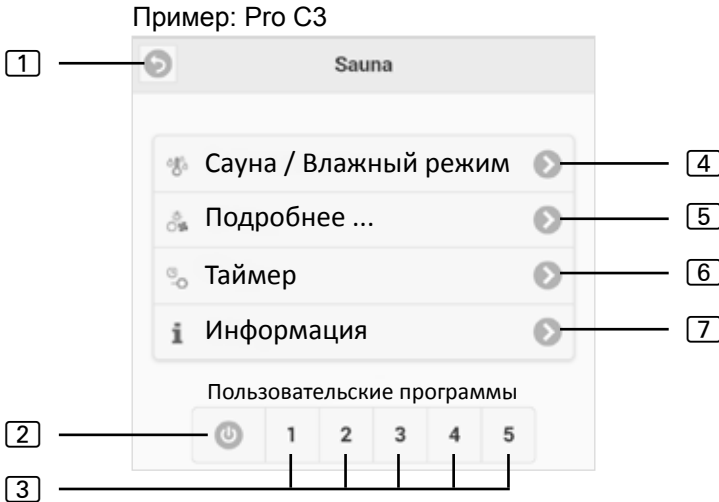 Пример: Pro C3
1
Sauna
Сауна / Влажный режим
4
Подробнее ...
5
Таймер
6
i Информация
7
Пользовательские программы
2
1 2 3 4 5
3